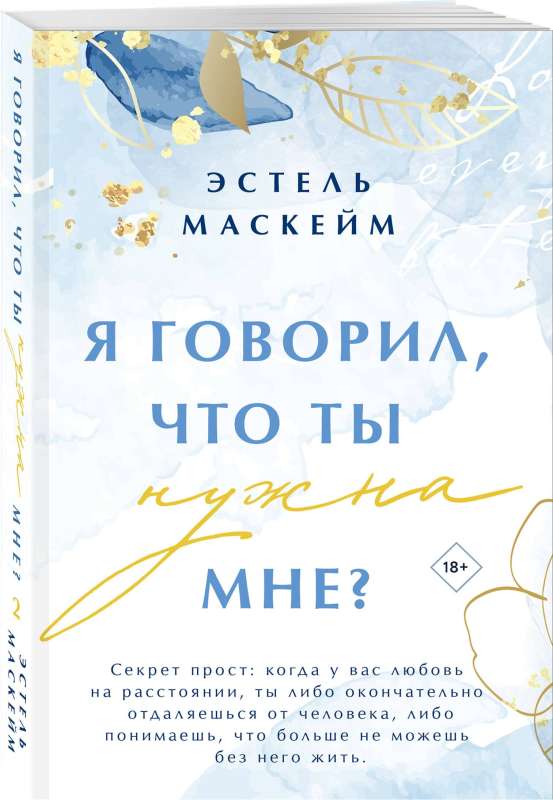 ЭСТЕЛЬ
МАСКЕЙМ
Я ГОВОРИЛ,
ЧТО ТЫ
нужна
МНЕ?
18+
Секрет прост: когда у вас любовь
на расстоянии, ты либо окончательно
отдаляешься от человека, либо
понимаешь, что больше не можешь
без него жить.
Я ГОВОРИЛ, ЧТО ТЫ нужна МНЕ? 2 ЭСТЕЛЬ
МАСКЕЙМ